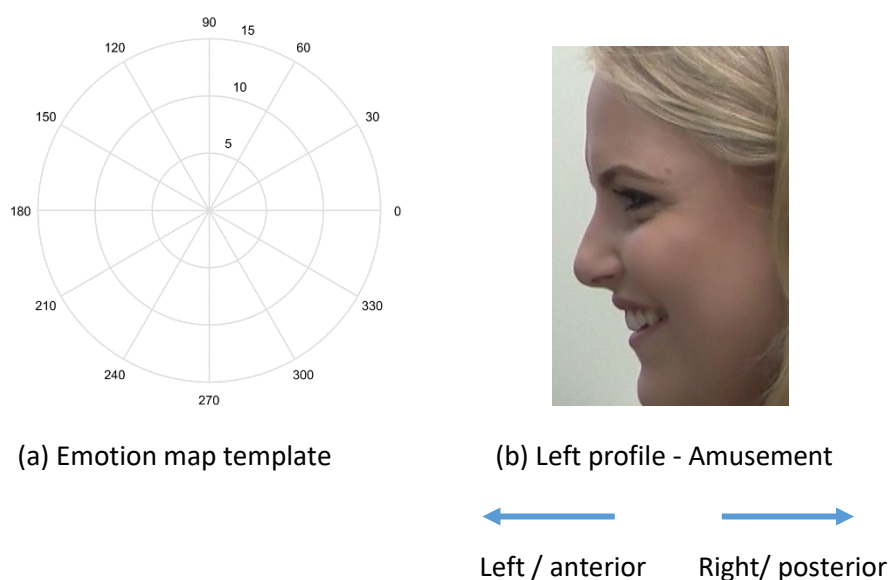 90
120 15 60
10
150 30
5
180 0
210 330
240 300
270
(a) Emotion map template
(b) Left profile - Amusement
Left / anterior Right/ posterior